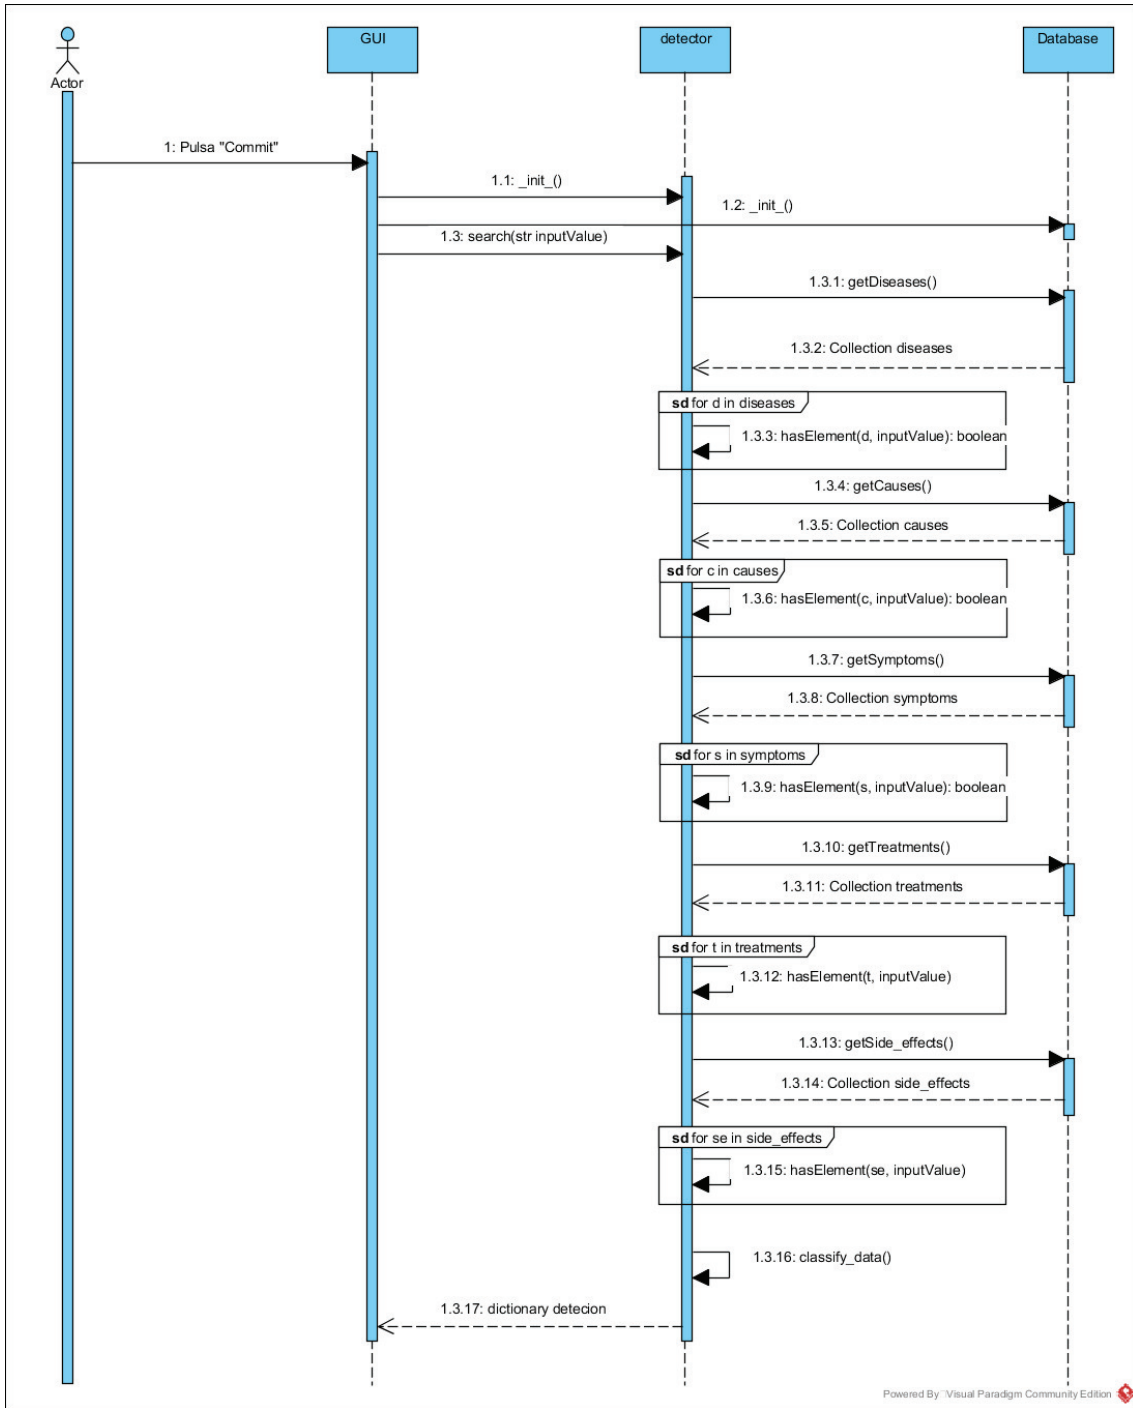 GUI
detector
Database
Actor
1: Pulsa "Commit"
1.1: _init_()
1.2: _init_()
1.3: search(str inputValue)
1.3.1: getDiseases()
1.3.2: Collection diseases
sd for d in diseases
1.3.3: hasElement(d, inputValue): boolean
1.3.4: getCauses()
1.3.5: Collection causes
sd for c in causes
1.3.6: hasElement(c, inputValue): boolean
1.3.7: getSymptoms()
1.3.8: Collection symptoms
sd for s in symptoms
1.3.9: hasElement(s, inputValue): boolean
1.3.10: getTreatments()
1.3.11: Collection treatments
sd for t in treatments
1.3.12: hasElement(t, inputValue)
1.3.13: getSide_effects()
1.3.14: Collection side_effects
sd for se in side_effects
1.3.15: hasElement(se, inputValue)
1.3.16: classify_data()
1.3.17: dictionary detecion
Powered By Visual Paradigm Community Edition